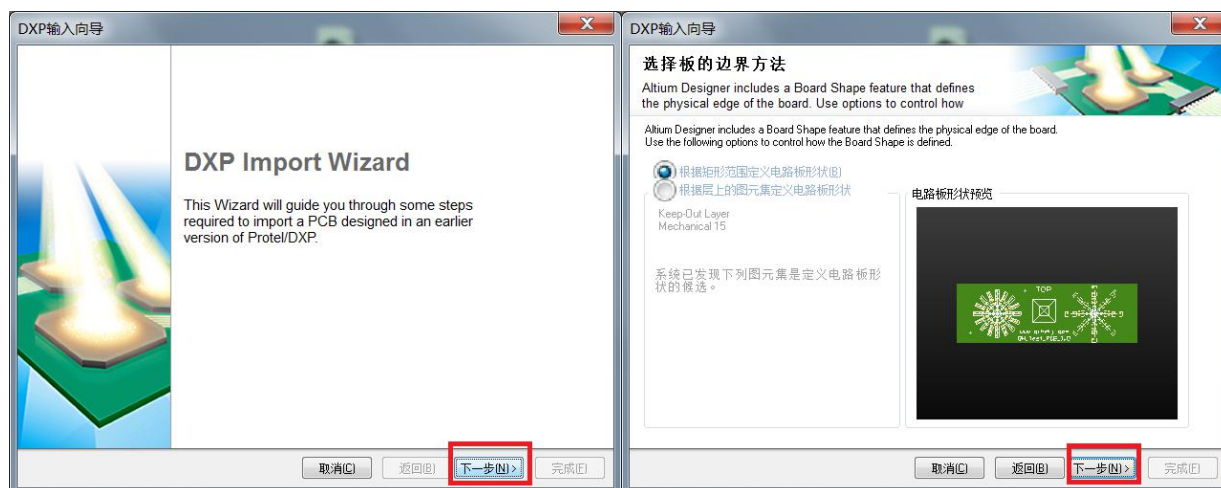 DXP输入向导
DXP Import Wizard
This Wizard will guide you through some steps
required to import a PCB designed in an earlier
version of Protel/DXP.
取消(C)
返回(B)
下一步(N)>
完成(F)
DXP输入向导
选择板的边界方法
Altium Designer includes a Board Shape feature that defines
the physical edge of the board. Use options to control how
Altium Designer includes a Board Shape feature that defines the physical edge of the board.
Use the following options to control how the Board Shape is defined.
根据矩形范围定义电路板形状(B)
根据层上的图元集定义电路板形状
Keep-Out Layer
Mechanical 15
系统已发现下列图元集是定义电路板形
状的候选。
电路板形状预览
TOP
取消(C)
返回(B)
下一步(N)>
完成(F)